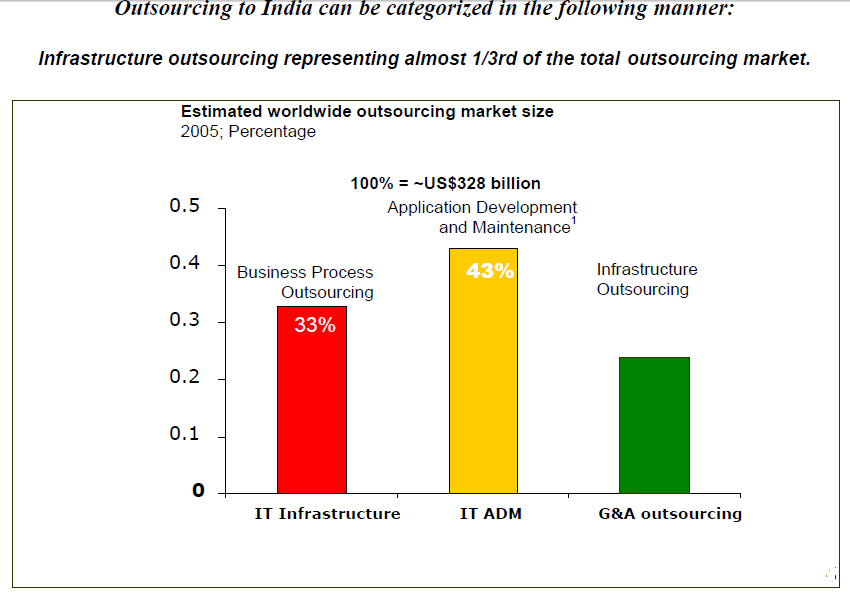 Outsourcing to India can be categorized in the following manner:
Infrastructure outsourcing representing almost 1/3rd of the total outsourcing market.
Estimated worldwide outsourcing market size
2005; Percentage
100% = ~US$328 billion
Application Development
and Maintenance1
Business Process
Outsourcing
Infrastructure
Outsourcing
0.5
0.4
0.3
0.2
0.1
0
33%
43%
IT Infrastructure
IT ADM
G&A outsourcing